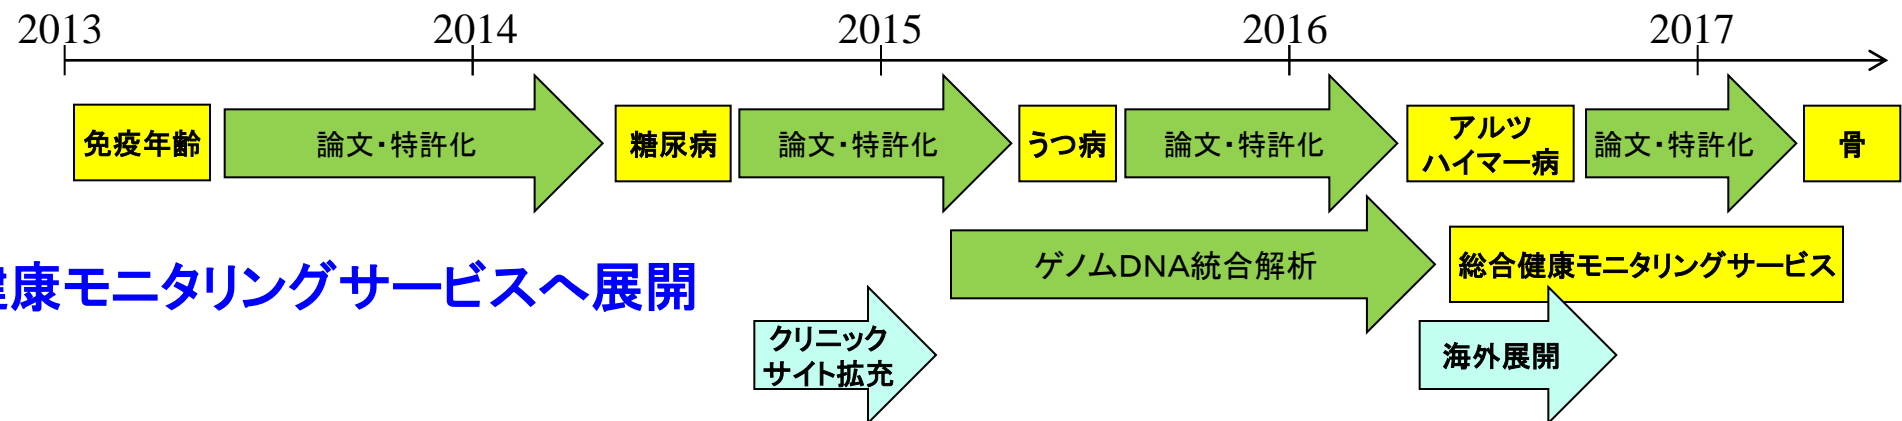 2013 2014 2015 2016 2017
免疫年齢 論文・特許化 糖尿病 論文・特許化 うつ病 論文・特許化 アルツ
ハイマー病 論文・特許化 骨
ゲノムDNA統合解析 総合健康モニタリングサービス
康モニタリングサービスへ展開
クリニック
サイト拡充
海外展開